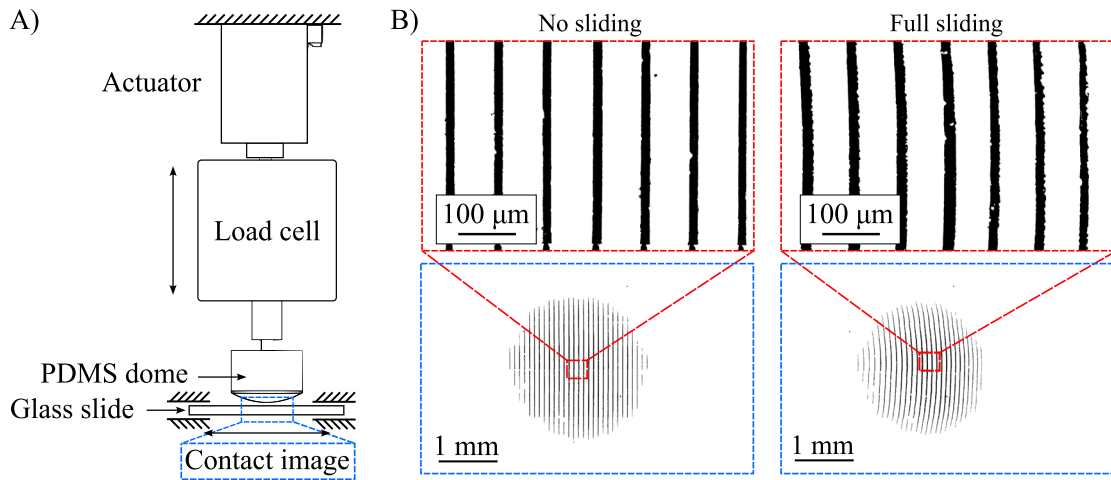 A)
Actuator
Load cell
PDMS dome
Glass slide
Contact image
B)
No sliding
Full sliding
100 μm
100 μm
1 mm
1 mm